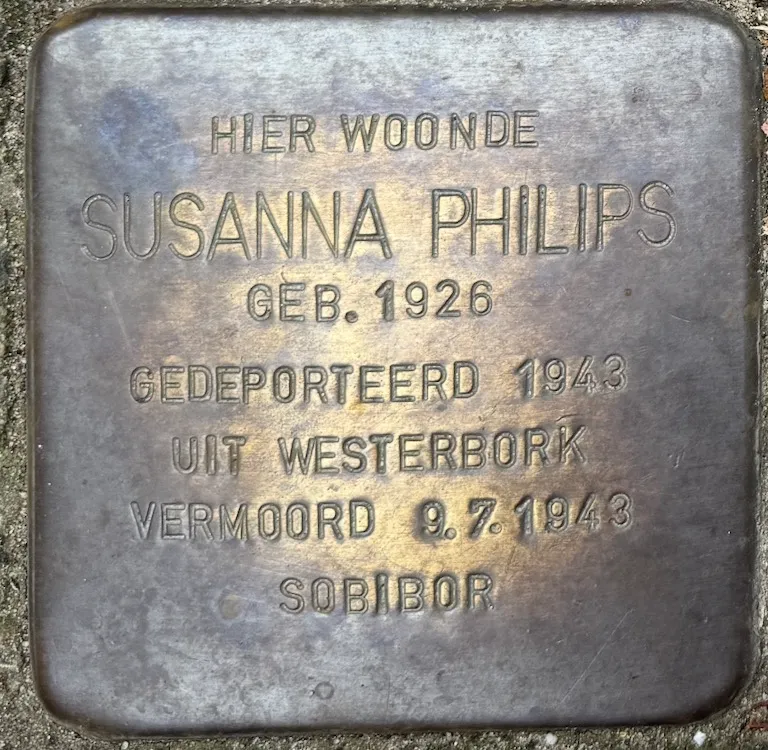 HIER WOONDE
SUSANNA PHILIPS
GEB. 1926
GEDEPORTEERD 1943
UIT WESTERBORK
VERMOORD 9.7.1943
SOBIBOR